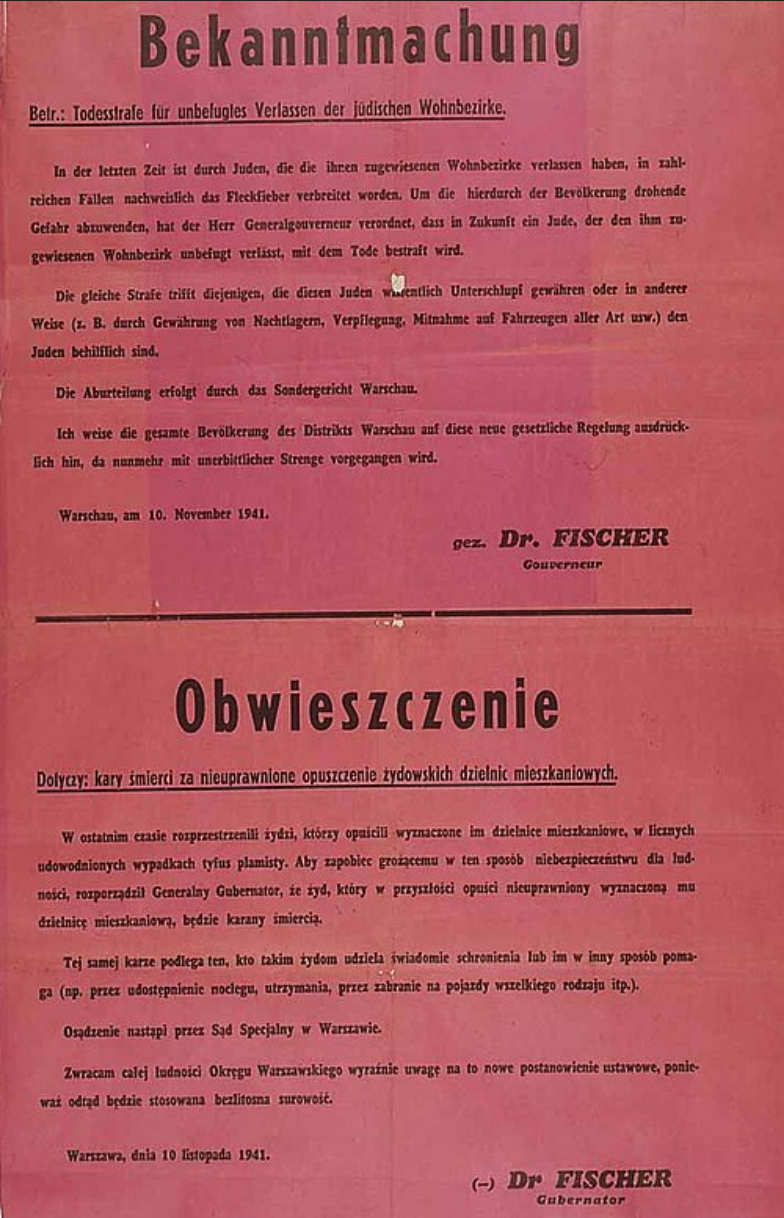 Bekanntmachung
Betr.: Todesstrafe für unbefugtes Verlassen der jüdischen Wohnbezirke.
In der letzten Zeit ist durch Juden, die die ihnen zugewiesenen Wohnbezirke verlassen haben, in zahl-
reichen Fällen nachweislich das Fleckfieber verbreitet worden. Um die hierdurch der Bevölkerung drohende
Gefahr abzuwenden, hat der Herr Generalgouverneur verordnet, dass in Zukunft ein Jude, der den ihm zu-
gewiesenen Wohnbezirk unbefugt verlässt, mit dem Tode bestraft wird.
Die gleiche Strafe trifft diejenigen, die diesen Juden wissentlich Unterschlupf gewähren oder in anderer
Weise (z. B. durch Gewährung von Nachtlagern, Verpflegung, Mitnahme auf Fahrzeugen aller Art usw.) den
Juden behilflich sind.
Die Aburteilung erfolgt durch das Sondergericht Warschau.
Ich weise die gesamte Bevölkerung des Distrikts Warschau auf diese neue gesetzliche Regelung ausdrück-
lich hin, da nunmehr mit unerbittlicher Strenge vorgegangen wird.
Warschau, am 10. November 1941.
gez. Dr. FISCHER
Gouverneur
Obwieszczenie
Dotyczy: kary śmierci za nieuprawnione opuszczenie żydowskich dzielnic mieszkaniowych.
W ostatnim czasie rozprzestrzenili żydzi, którzy opuścili wyznaczone im dzielnice mieszkaniowe, w licznych
udowodnionych wypadkach tyfus plamisty. Aby zapobiec grożącemu w ten sposób niebezpieczeństwu dla lud-
ności, rozporządził Generalny Gubernator, że żyd, który w przyszłości opuści nieuprawniony wyznaczoną mu
dzielnicę mieszkaniową, będzie karany śmiercią.
Tej samej karze podlega ten, kto takim żydom udziela świadomie schronienia lub im w inny sposób poma-
ga (np. przez udostępnienie noclegu, utrzymania, przez zabranie na pojazdy wszelkiego rodzaju itp.).
Osądzenie nastąpi przez Sąd Specjalny w Warszawie.
Zwracam całej ludności Okręgu Warszawskiego wyraźnie uwagę na to nowe postanowienie ustawowe, ponie-
waż odtąd będzie stosowana bezlitosna surowość.
Warszawa, dnia 10 listopada 1941.
(–) Dr FISCHER
Gubernator